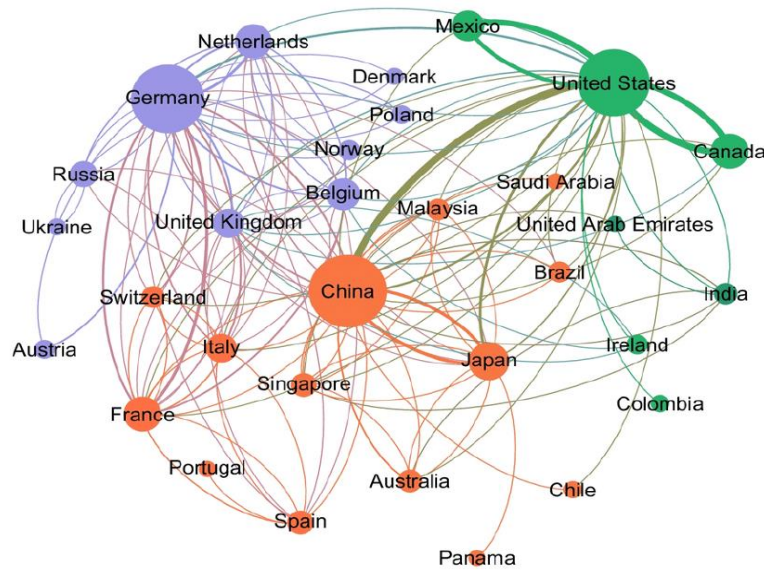 Mexico
Netherlands
Denmark
United States
Germany
Poland
Norway
Canada
Russia
Belgium
Saudi Arabia
Malaysia
Ukraine
United Kingdom
United Arab Emirates
Brazil
China
Switzerland
India
Austria
Italy
Ireland
Japan
Singapore
Colombia
France
Portugal
Australia
Chile
Spain
Panama